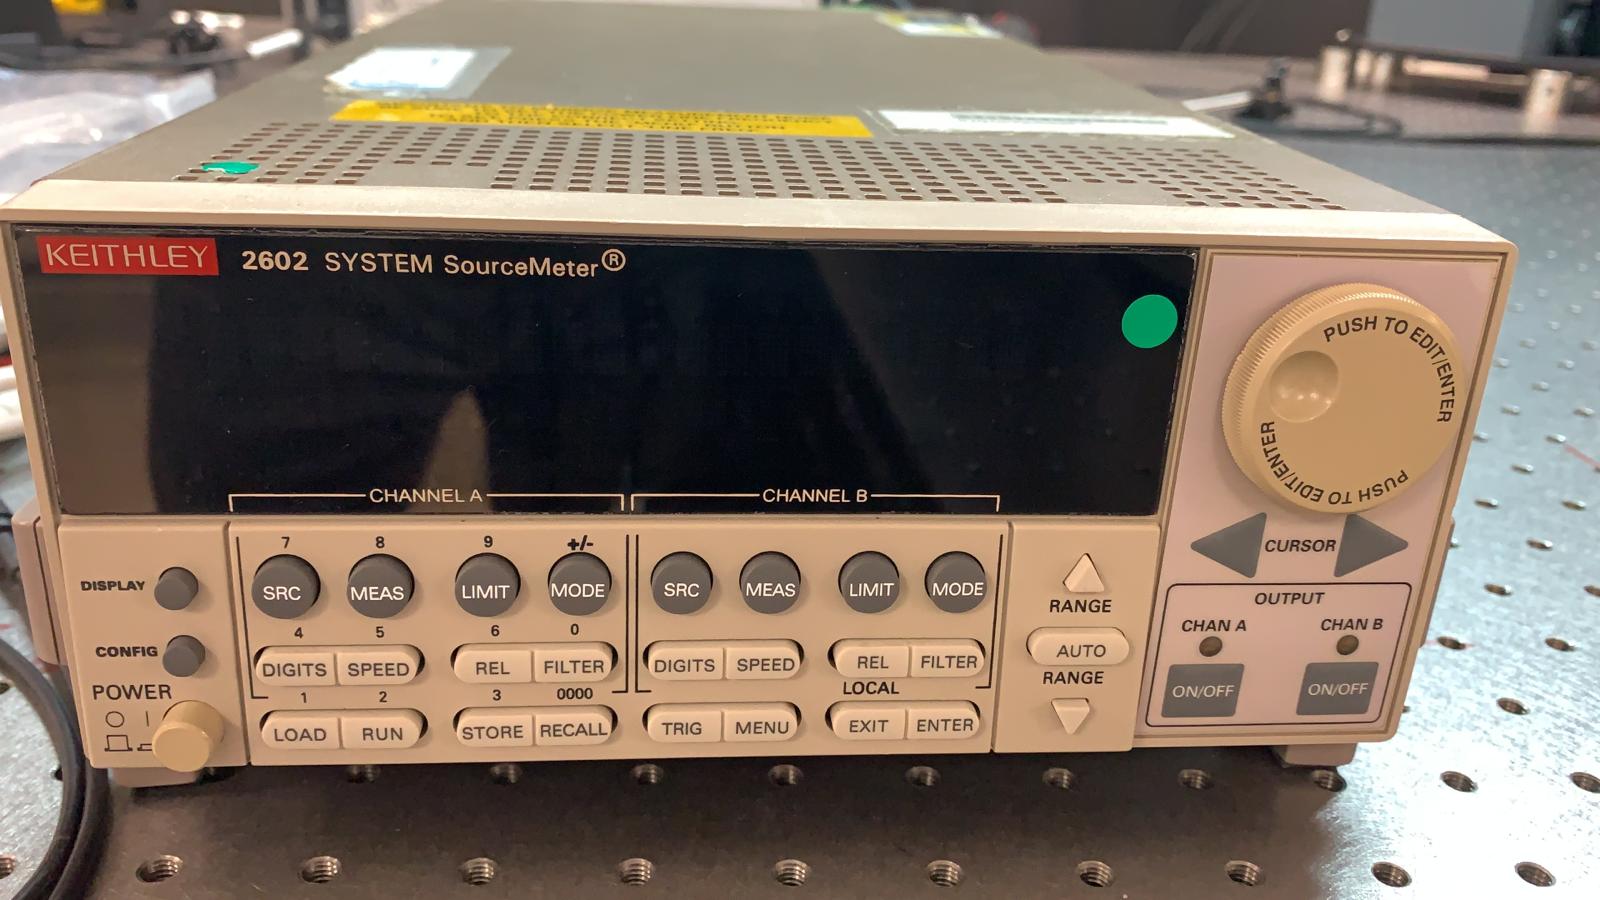 KEITHLEY 2602 SYSTEM SourceMeter®
CHANNEL A CHANNEL B
7 8 9 +/-
DISPLAY SRC MEAS LIMIT MODE SRC MEAS LIMIT MODE
4 5 6 0
CONFIG DIGITS SPEED REL FILTER DIGITS SPEED REL FILTER
1 2 3 0000 LOCAL
POWER
O |
LOAD RUN STORE RECALL TRIG MENU EXIT ENTER
RANGE
AUTO
RANGE
PUSH TO EDIT/ENTER
PUSH TO EDIT/ENTER
CURSOR
OUTPUT
CHAN A CHAN B
ON/OFF ON/OFF